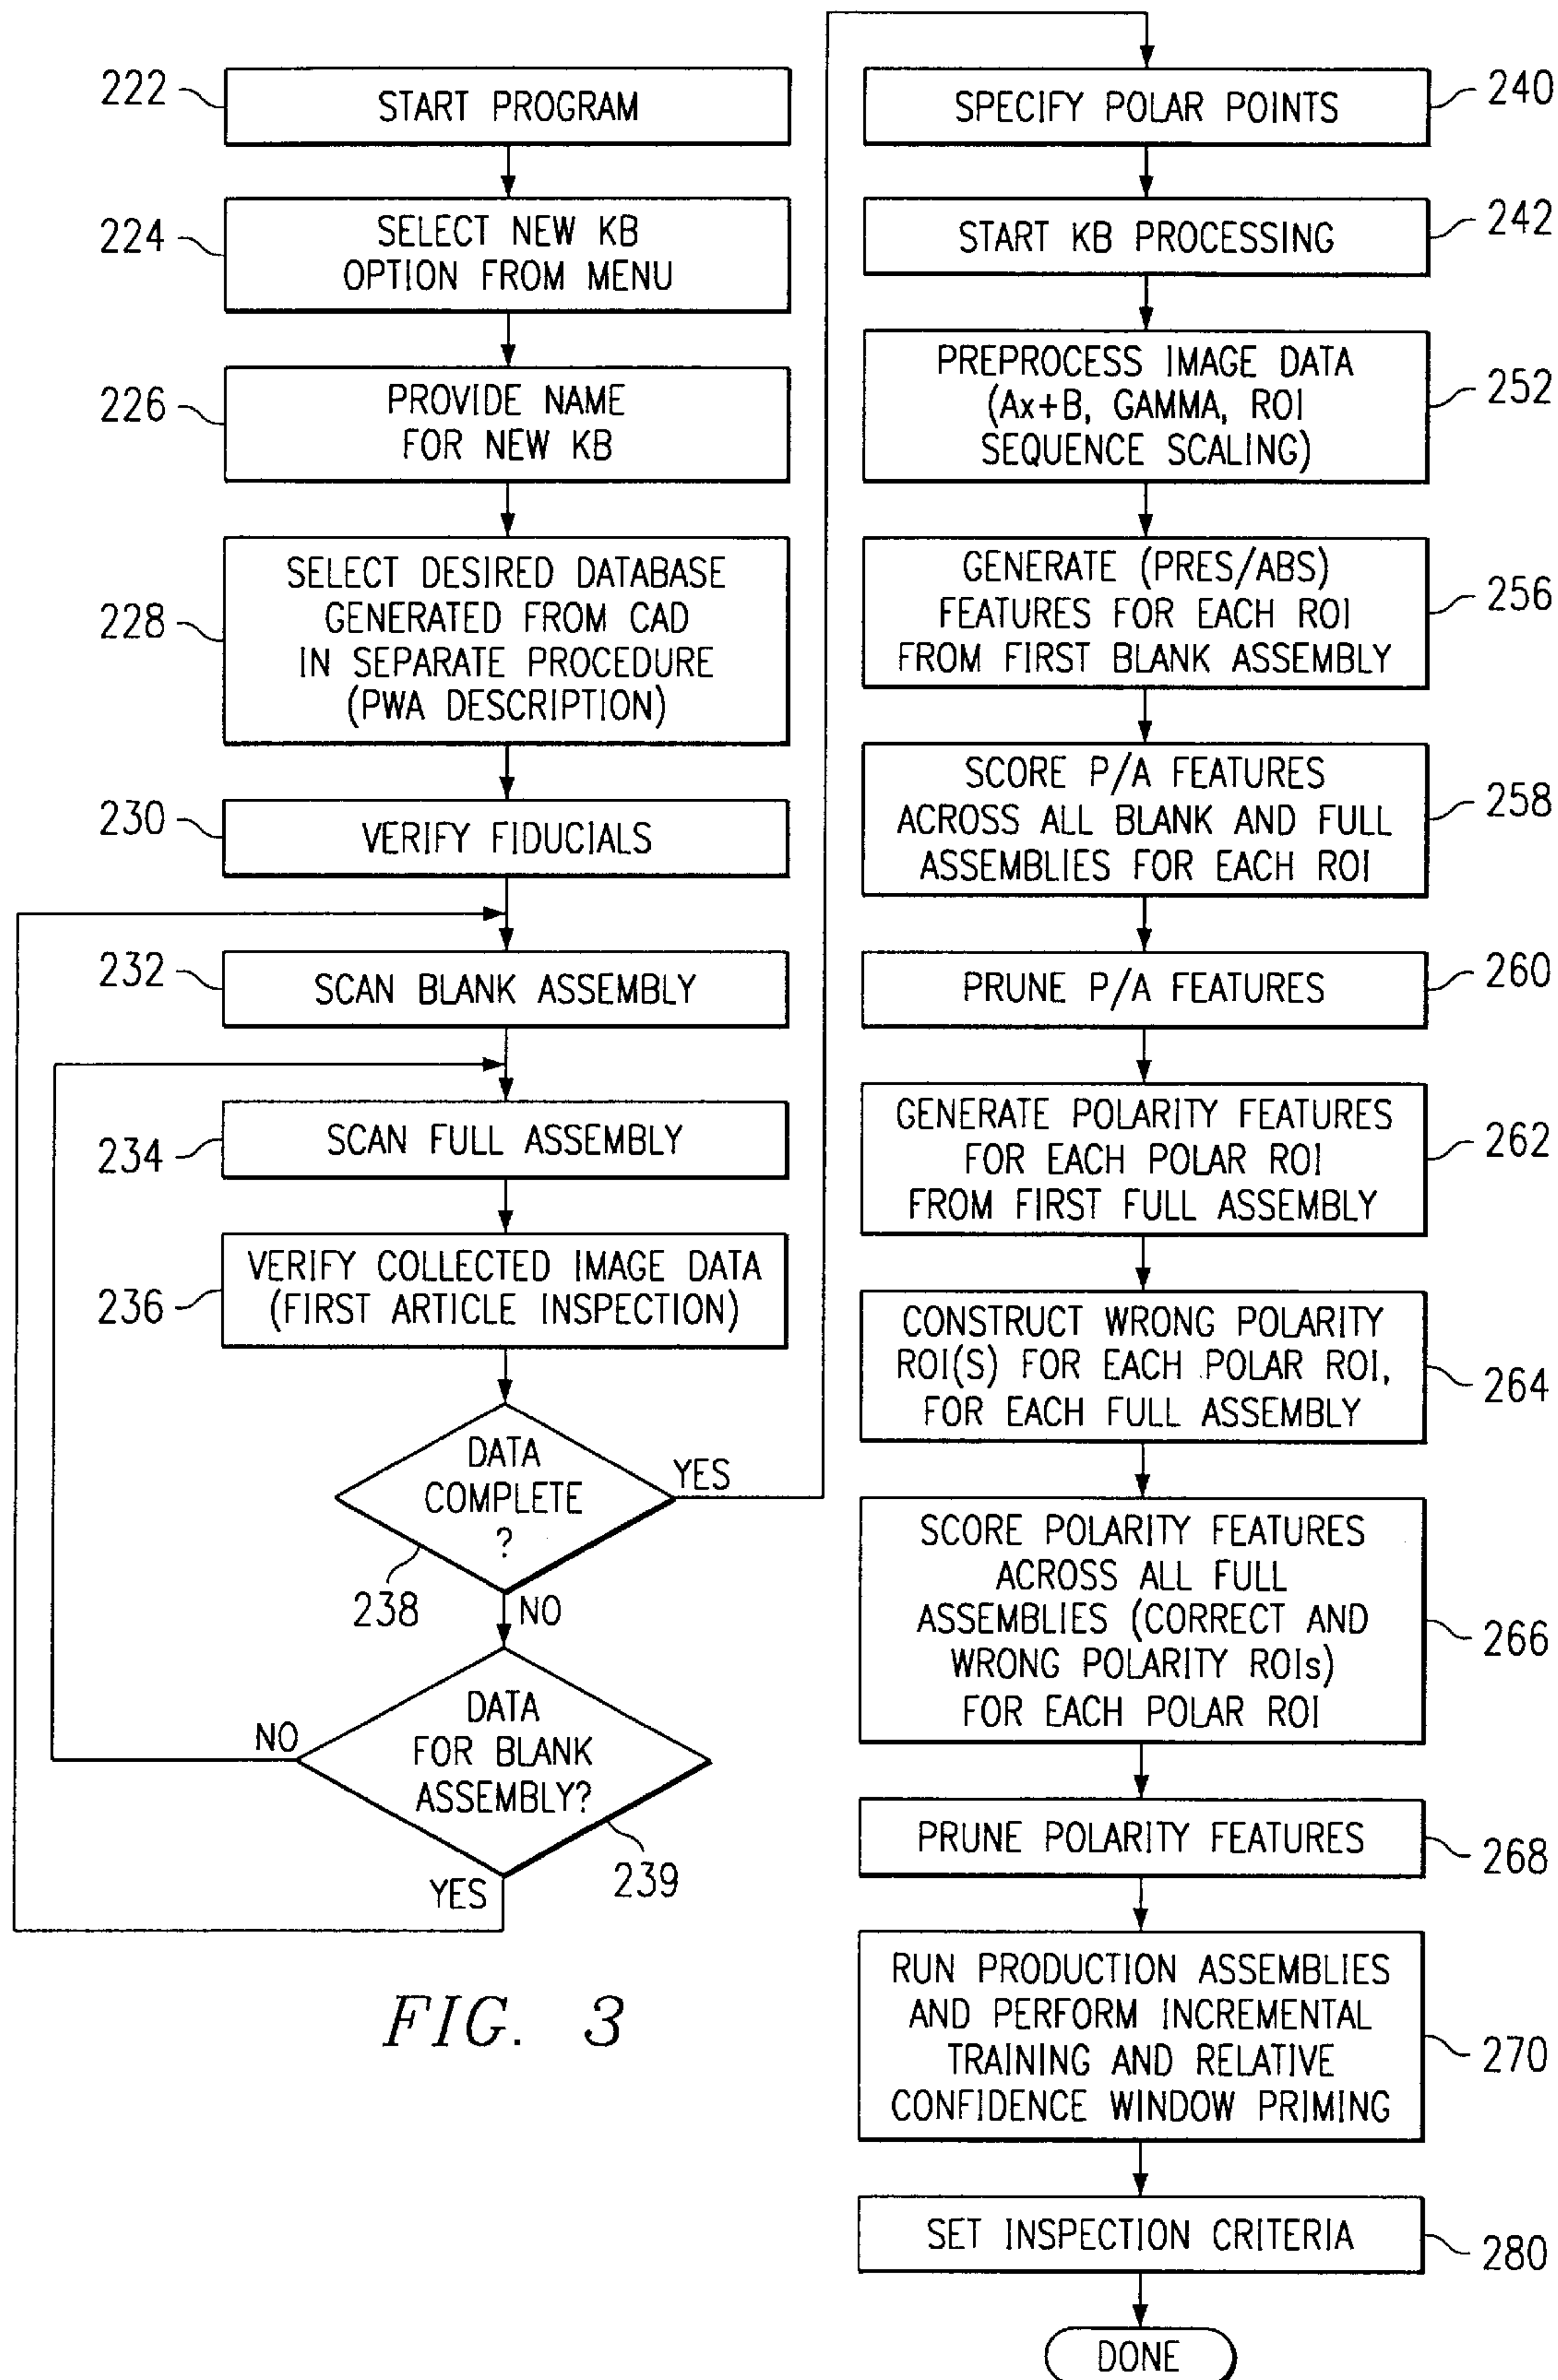 222
START PROGRAM
224
SELECT NEW KB
OPTION FROM MENU
226
PROVIDE NAME
FOR NEW KB
228
SELECT DESIRED DATABASE
GENERATED FROM CAD
IN SEPARATE PROCEDURE
(PWA DESCRIPTION)
230
VERIFY FIDUCIALS
232
SCAN BLANK ASSEMBLY
234
SCAN FULL ASSEMBLY
236
VERIFY COLLECTED IMAGE DATA
(FIRST ARTICLE INSPECTION)
DATA
COMPLETE
?
YES
238
NO
DATA
FOR BLANK
ASSEMBLY?
NO
239
YES
FIG. 3
SPECIFY POLAR POINTS
240
START KB PROCESSING
242
PREPROCESS IMAGE DATA
(Ax+B, GAMMA, ROI
SEQUENCE SCALING)
252
GENERATE (PRES/ABS)
FEATURES FOR EACH ROI
FROM FIRST BLANK ASSEMBLY
256
SCORE P/A FEATURES
ACROSS ALL BLANK AND FULL
ASSEMBLIES FOR EACH ROI
258
PRUNE P/A FEATURES
260
GENERATE POLARITY FEATURES
FOR EACH POLAR ROI
FROM FIRST FULL ASSEMBLY
262
CONSTRUCT WRONG POLARITY
ROI(S) FOR EACH POLAR ROI,
FOR EACH FULL ASSEMBLY
264
SCORE POLARITY FEATURES
ACROSS ALL FULL
ASSEMBLIES (CORRECT AND
WRONG POLARITY ROIs)
FOR EACH POLAR ROI
266
PRUNE POLARITY FEATURES
268
RUN PRODUCTION ASSEMBLIES
AND PERFORM INCREMENTAL
TRAINING AND RELATIVE
CONFIDENCE WINDOW PRIMING
270
SET INSPECTION CRITERIA
280
DONE